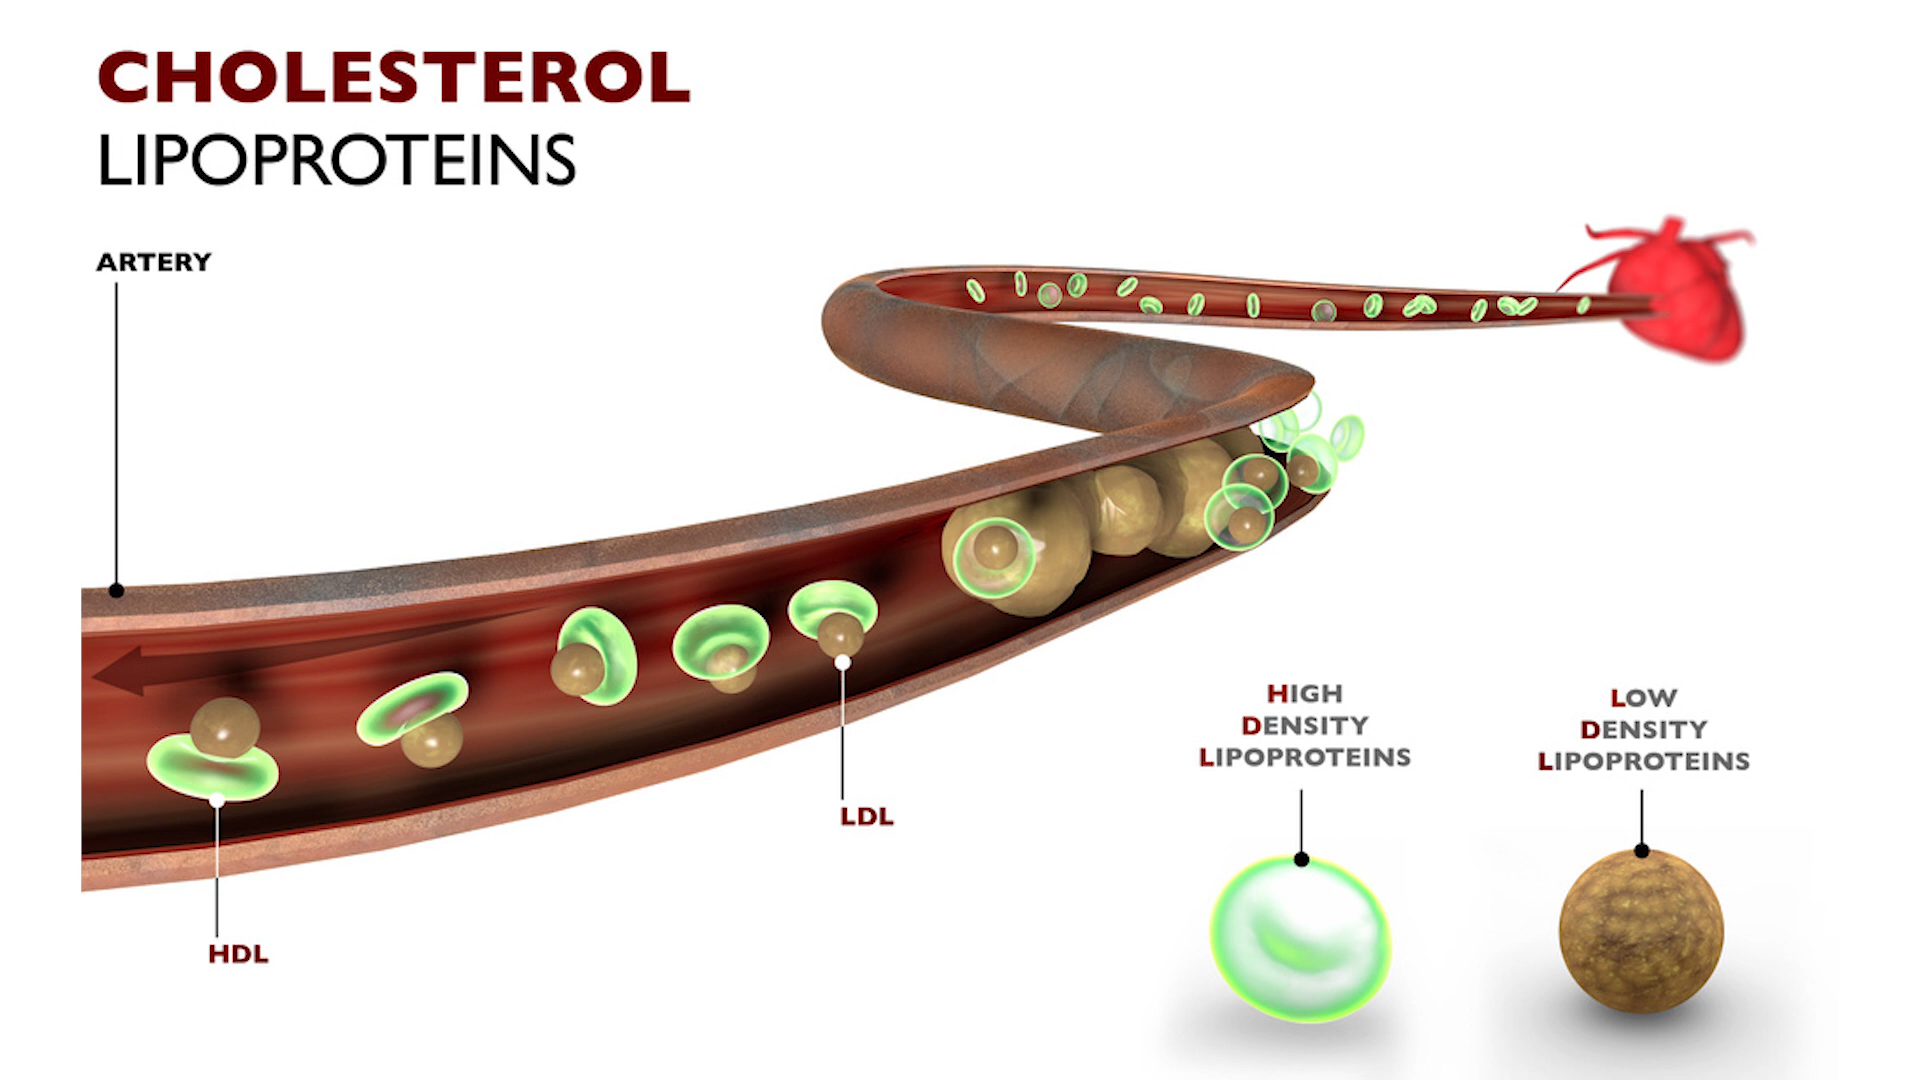 CHOLESTEROL
LIPOPROTEINS
ARTERY
HIGH
DENSITY
LIPOPROTEINS
LOW
DENSITY
LIPOPROTEINS
LDL
HDL